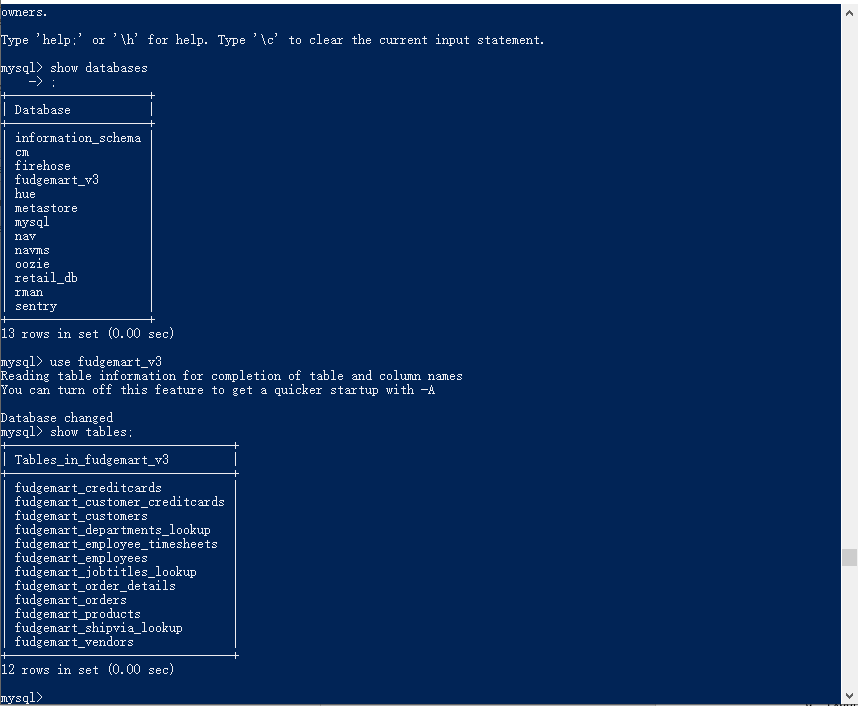 owners.
Type 'help;' or '\h' for help. Type '\c' to clear the current input statement.
mysql> show databases
    -> ;
+--------------------+
| Database           |
+--------------------+
| information_schema |
| cm                 |
| firehose           |
| fudgemart_v3       |
| hue                |
| metastore          |
| mysql              |
| nav                |
| navms              |
| oozie              |
| retail_db          |
| rman               |
| sentry             |
+--------------------+
13 rows in set (0.00 sec)
mysql> use fudgemart_v3
Reading table information for completion of table and column names
You can turn off this feature to get a quicker startup with -A
Database changed
mysql> show tables;
+--------------------------------+
| Tables_in_fudgemart_v3         |
+--------------------------------+
| fudgemart_creditcards          |
| fudgemart_customer_creditcards |
| fudgemart_customers            |
| fudgemart_departments_lookup   |
| fudgemart_employee_timesheets  |
| fudgemart_employees            |
| fudgemart_jobtitles_lookup     |
| fudgemart_order_details        |
| fudgemart_orders               |
| fudgemart_products             |
| fudgemart_shipvia_lookup       |
| fudgemart_vendors              |
+--------------------------------+
12 rows in set (0.00 sec)
mysql>